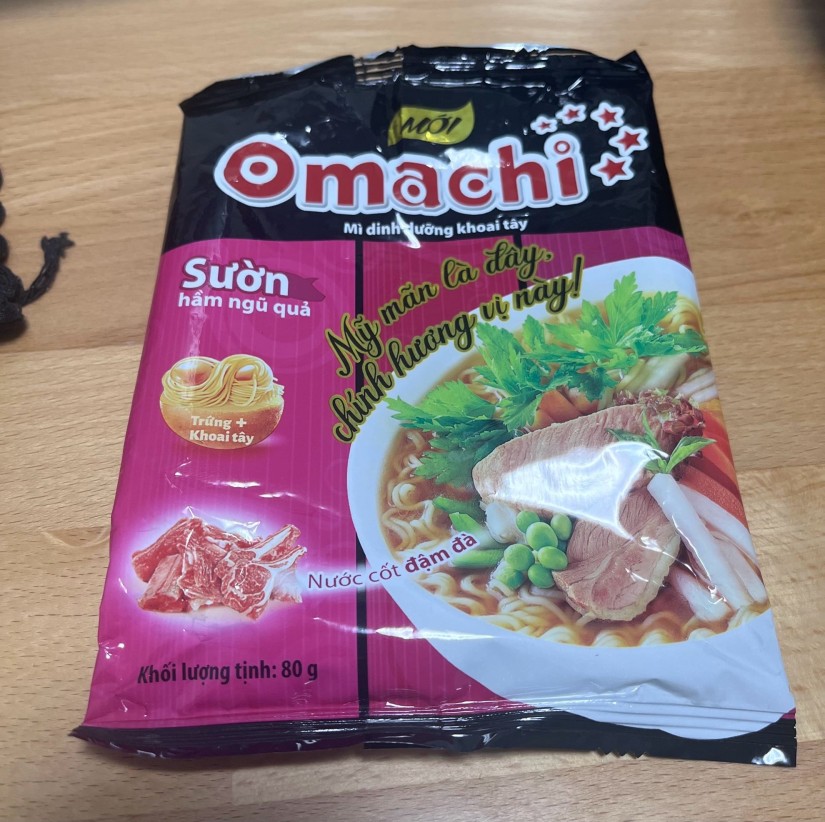 MỚI
Omachi
Mì dinh dưỡng khoai tây
Sườn
hầm ngũ quả
Mỹ mãn là đây,
chính hương vị này!
Trứng +
Khoai tây
Nước cốt đậm đà
Khối lượng tịnh: 80 g